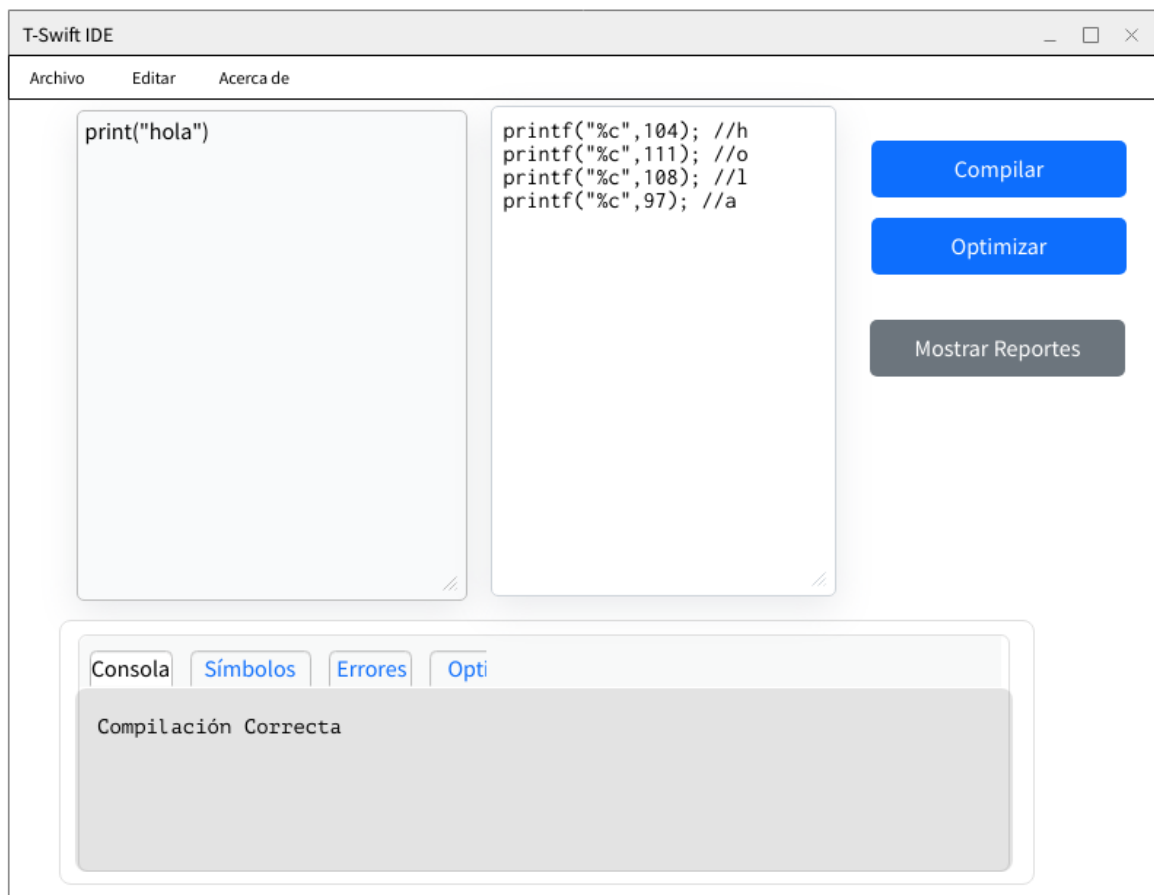 T-Swift IDE
Archivo Editar Acerca de
print("hola")
printf("%c",104); //h
printf("%c",111); //o
printf("%c",108); //l
printf("%c",97); //a
Compilar
Optimizar
Mostrar Reportes
Consola Símbolos Errores Opti
Compilación Correcta